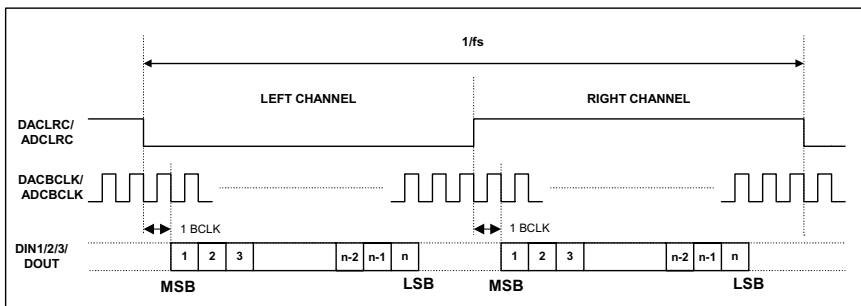 1/fs
LEFT CHANNEL
RIGHT CHANNEL
DACLRC/
ADCLRC
DACBCLK/
ADCBCLK
1 BCLK
1 BCLK
DIN1/2/3/
DOUT
1 2 3 n-2 n-1 n 1 2 3 n-2 n-1 n
MSB LSB MSB LSB